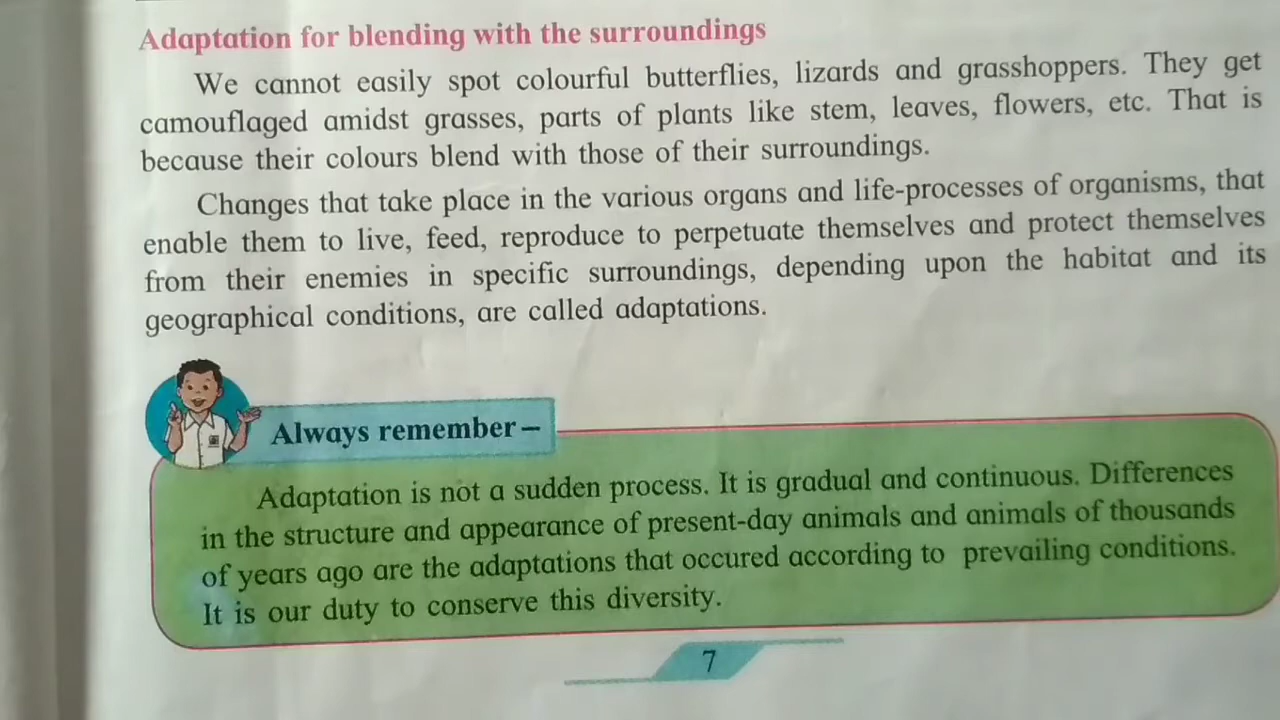 Adaptation for blending with the surroundings
We cannot easily spot colourful butterflies, lizards and grasshoppers. They get
camouflaged amidst grasses, parts of plants like stem, leaves, flowers, etc. That is
because their colours blend with those of their surroundings.
Changes that take place in the various organs and life-processes of organisms, that
enable them to live, feed, reproduce to perpetuate themselves and protect themselves
from their enemies in specific surroundings, depending upon the habitat and its
geographical conditions, are called adaptations.
Always remember –
Adaptation is not a sudden process. It is gradual and continuous. Differences
in the structure and appearance of present-day animals and animals of thousands
of years ago are the adaptations that occured according to prevailing conditions.
It is our duty to conserve this diversity.
7